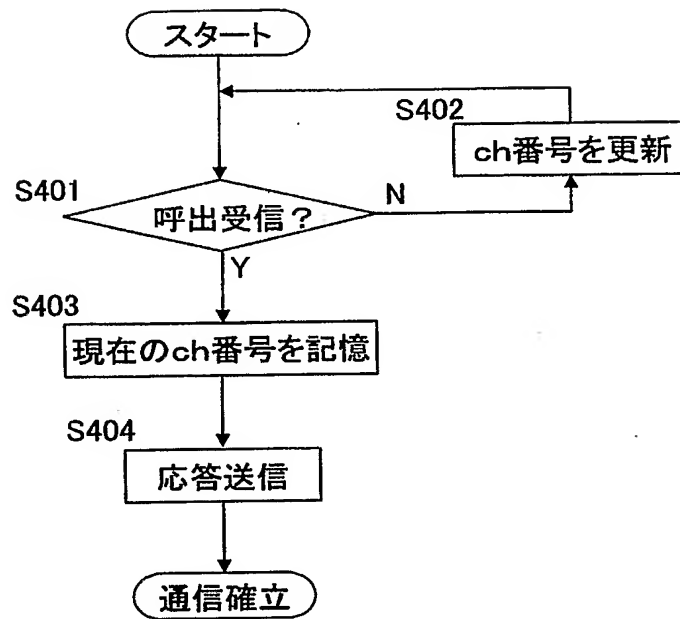 スタート
S402
ch番号を更新
S401
呼出受信？
N
Y
S403
現在のch番号を記憶
S404
応答送信
通信確立